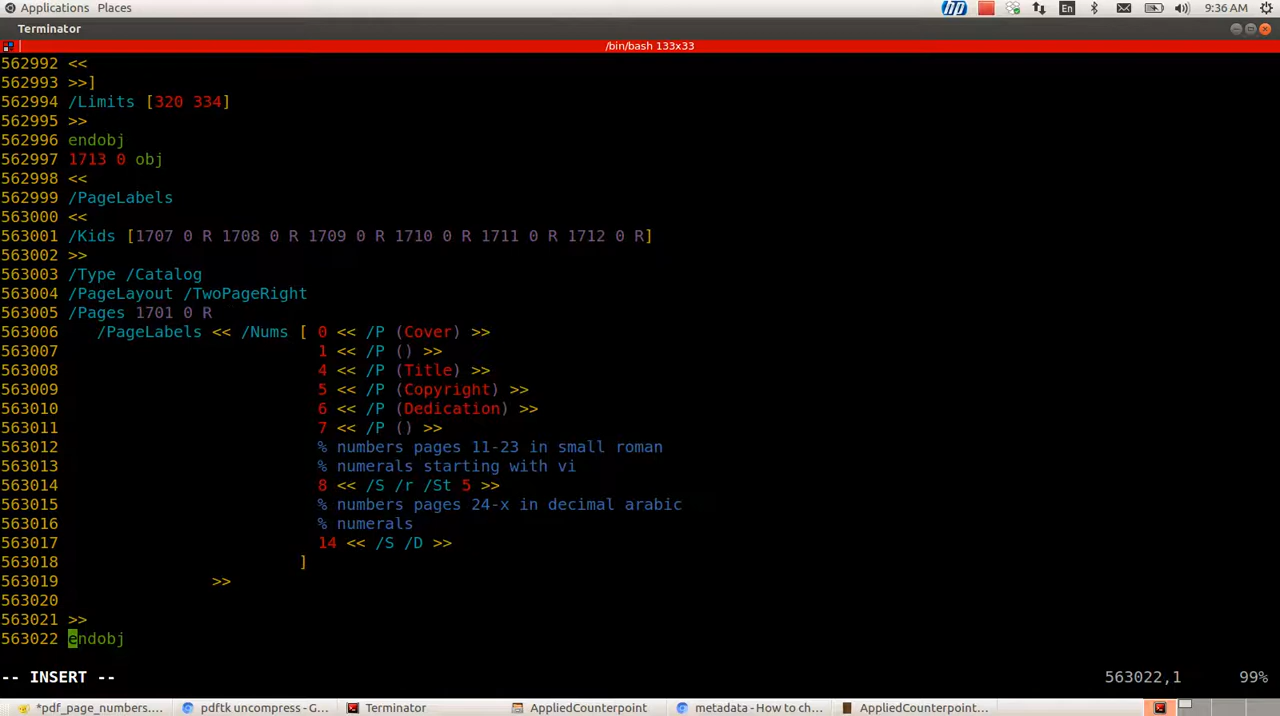 Applications Places
En 9:36 AM
Terminator
/bin/bash 133x33
562992 <<
562993 >>]
562994 /Limits [320 334]
562995 >>
562996 endobj
562997 1713 0 obj
562998 <<
562999 /PageLabels
563000 <<
563001 /Kids [1707 0 R 1708 0 R 1709 0 R 1710 0 R 1711 0 R 1712 0 R]
563002 >>
563003 /Type /Catalog
563004 /PageLayout /TwoPageRight
563005 /Pages 1701 0 R
563006    /PageLabels << /Nums [ 0 << /P (Cover) >>
563007                           1 << /P () >>
563008                           4 << /P (Title) >>
563009                           5 << /P (Copyright) >>
563010                           6 << /P (Dedication) >>
563011                           7 << /P () >>
563012                           % numbers pages 11-23 in small roman
563013                           % numerals starting with vi
563014                           8 << /S /r /St 5 >>
563015                           % numbers pages 24-x in decimal arabic
563016                           % numerals
563017                           14 << /S /D >>
563018                         ]
563019                >>
563020
563021 >>
563022 endobj
-- INSERT -- 563022,1 99%
*pdf_page_numbers.... pdftk uncompress - G... Terminator AppliedCounterpoint metadata - How to ch... AppliedCounterpoint...